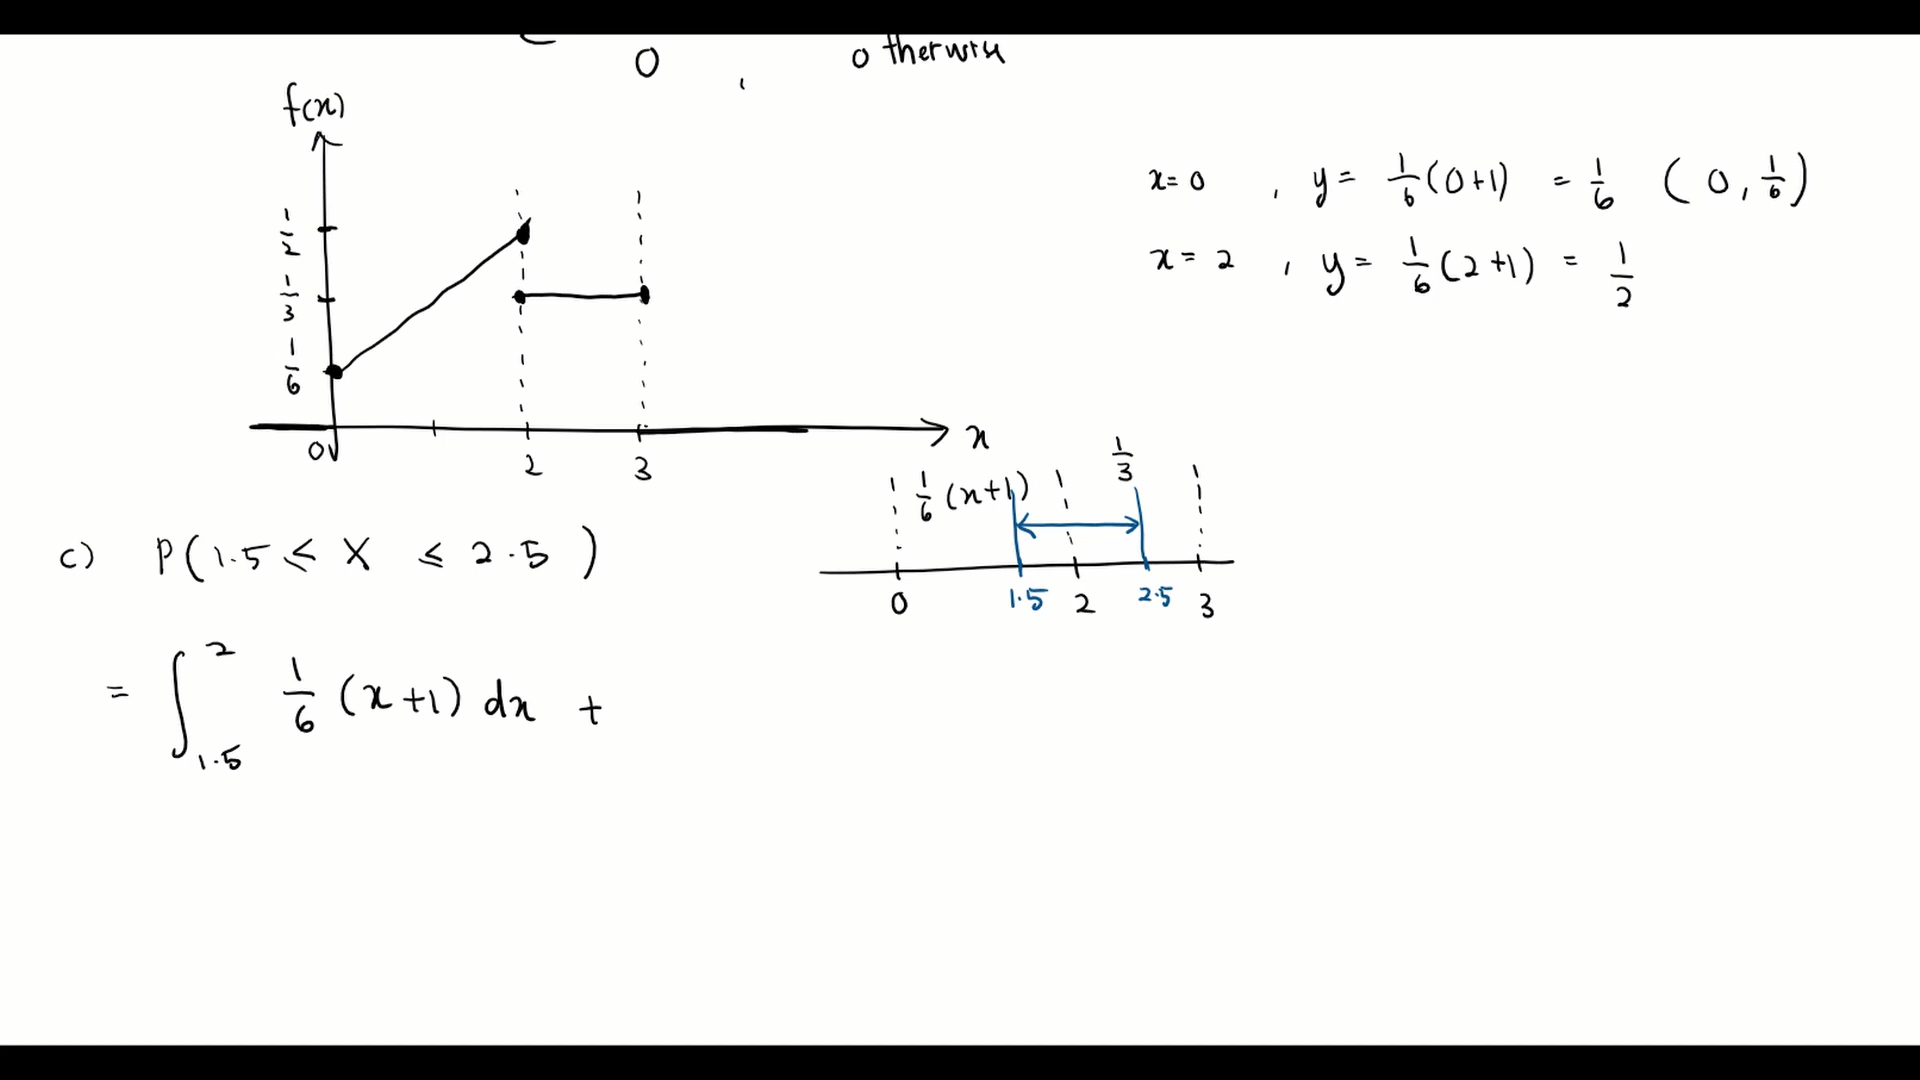 0 , otherwise
f(x)
x=0 , y= 1/6 (0+1) = 1/6 (0, 1/6)
1/2
x= 2 , y= 1/6 (2+1) = 1/2
1/3
1/6
0 2 3 x
1/6 (x+1) 1/3
c) P(1.5 ≤ X ≤ 2.5 )
0 1.5 2 2.5 3
= ∫_{1.5}^{2} 1/6 (x+1) dx +